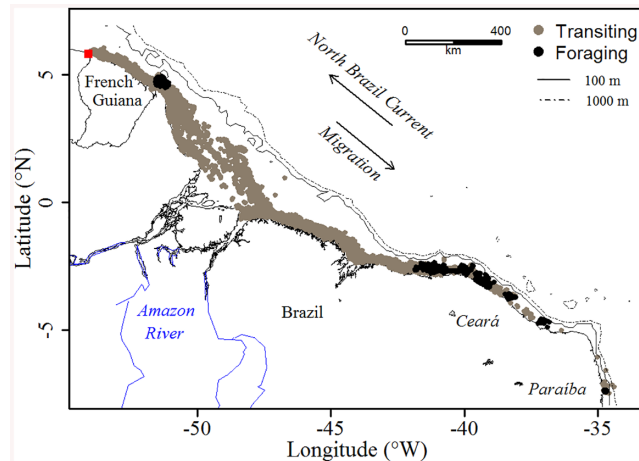 0 200 400
km
Transiting
Foraging
100 m
1000 m
North Brazil Current
Migration
French
Guiana
Amazon
River
Brazil
Ceará
Paraíba
Latitude (°N)
5
0
-5
-50 -45 -40 -35
Longitude (°W)